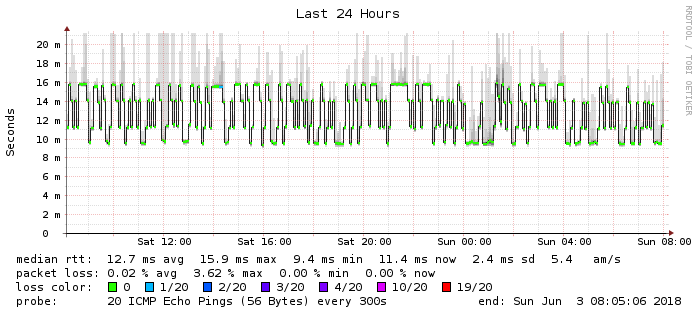 Last 24 Hours
RRDTOOL / TOBI OETIKER
Seconds
20 m
18 m
16 m
14 m
12 m
10 m
8 m
6 m
4 m
2 m
0
Sat 12:00 Sat 16:00 Sat 20:00 Sun 00:00 Sun 04:00 Sun 08:00
median rtt: 12.7 ms avg 15.9 ms max 9.4 ms min 11.4 ms now 2.4 ms sd 5.4 am/s
packet loss: 0.02 % avg 3.62 % max 0.00 % min 0.00 % now
loss color: 0 1/20 2/20 3/20 4/20 10/20 19/20
probe: 20 ICMP Echo Pings (56 Bytes) every 300s end: Sun Jun 3 08:05:06 2018